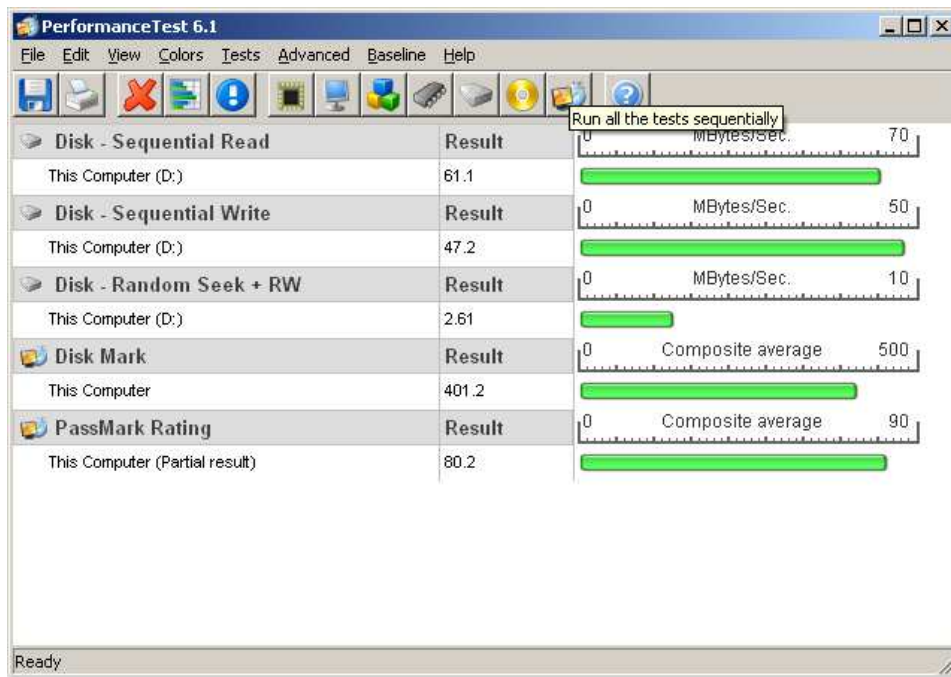 PerformanceTest 6.1
File Edit View Colors Tests Advanced Baseline Help
Run all the tests sequentially
Disk - Sequential Read Result 0 MBytes/Sec. 70
This Computer (D:) 61.1
Disk - Sequential Write Result 0 MBytes/Sec. 50
This Computer (D:) 47.2
Disk - Random Seek + RW Result 0 MBytes/Sec. 10
This Computer (D:) 2.61
Disk Mark Result 0 Composite average 500
This Computer 401.2
PassMark Rating Result 0 Composite average 90
This Computer (Partial result) 80.2
Ready